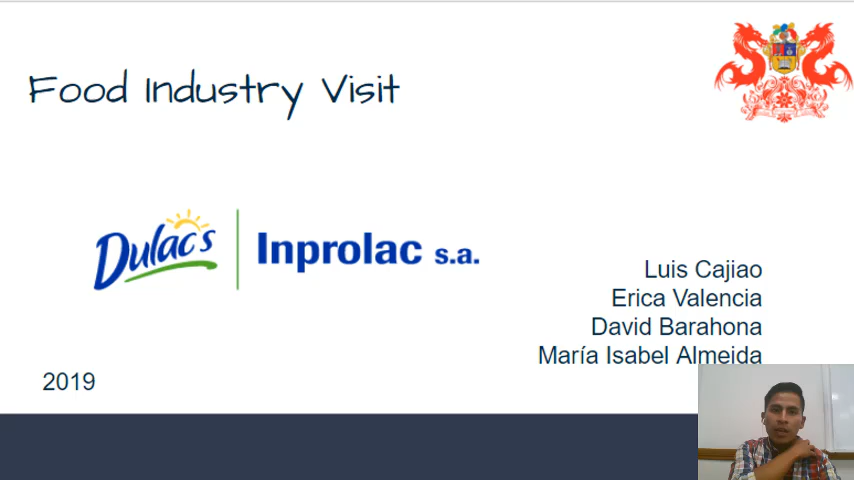 Food Industry Visit
Dulac's
Inprolac s.a.
Luis Cajiao
Erica Valencia
David Barahona
María Isabel Almeida
2019